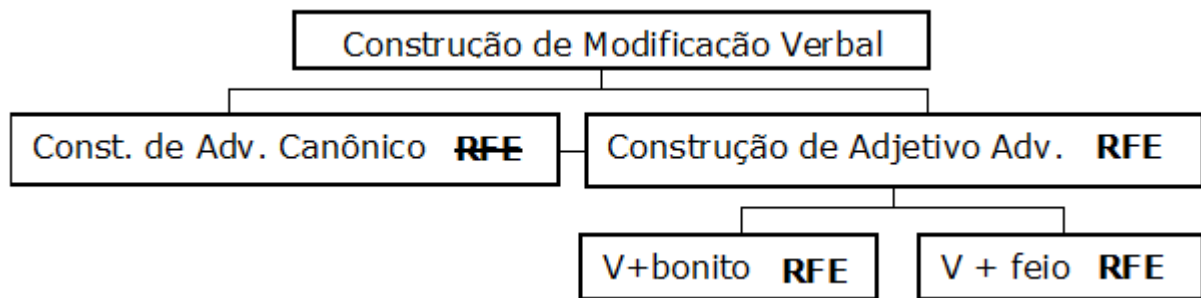 Construção de Modificação Verbal
Const. de Adv. Canônico RFE
Construção de Adjetivo Adv. RFE
V+bonito RFE
V + feio RFE